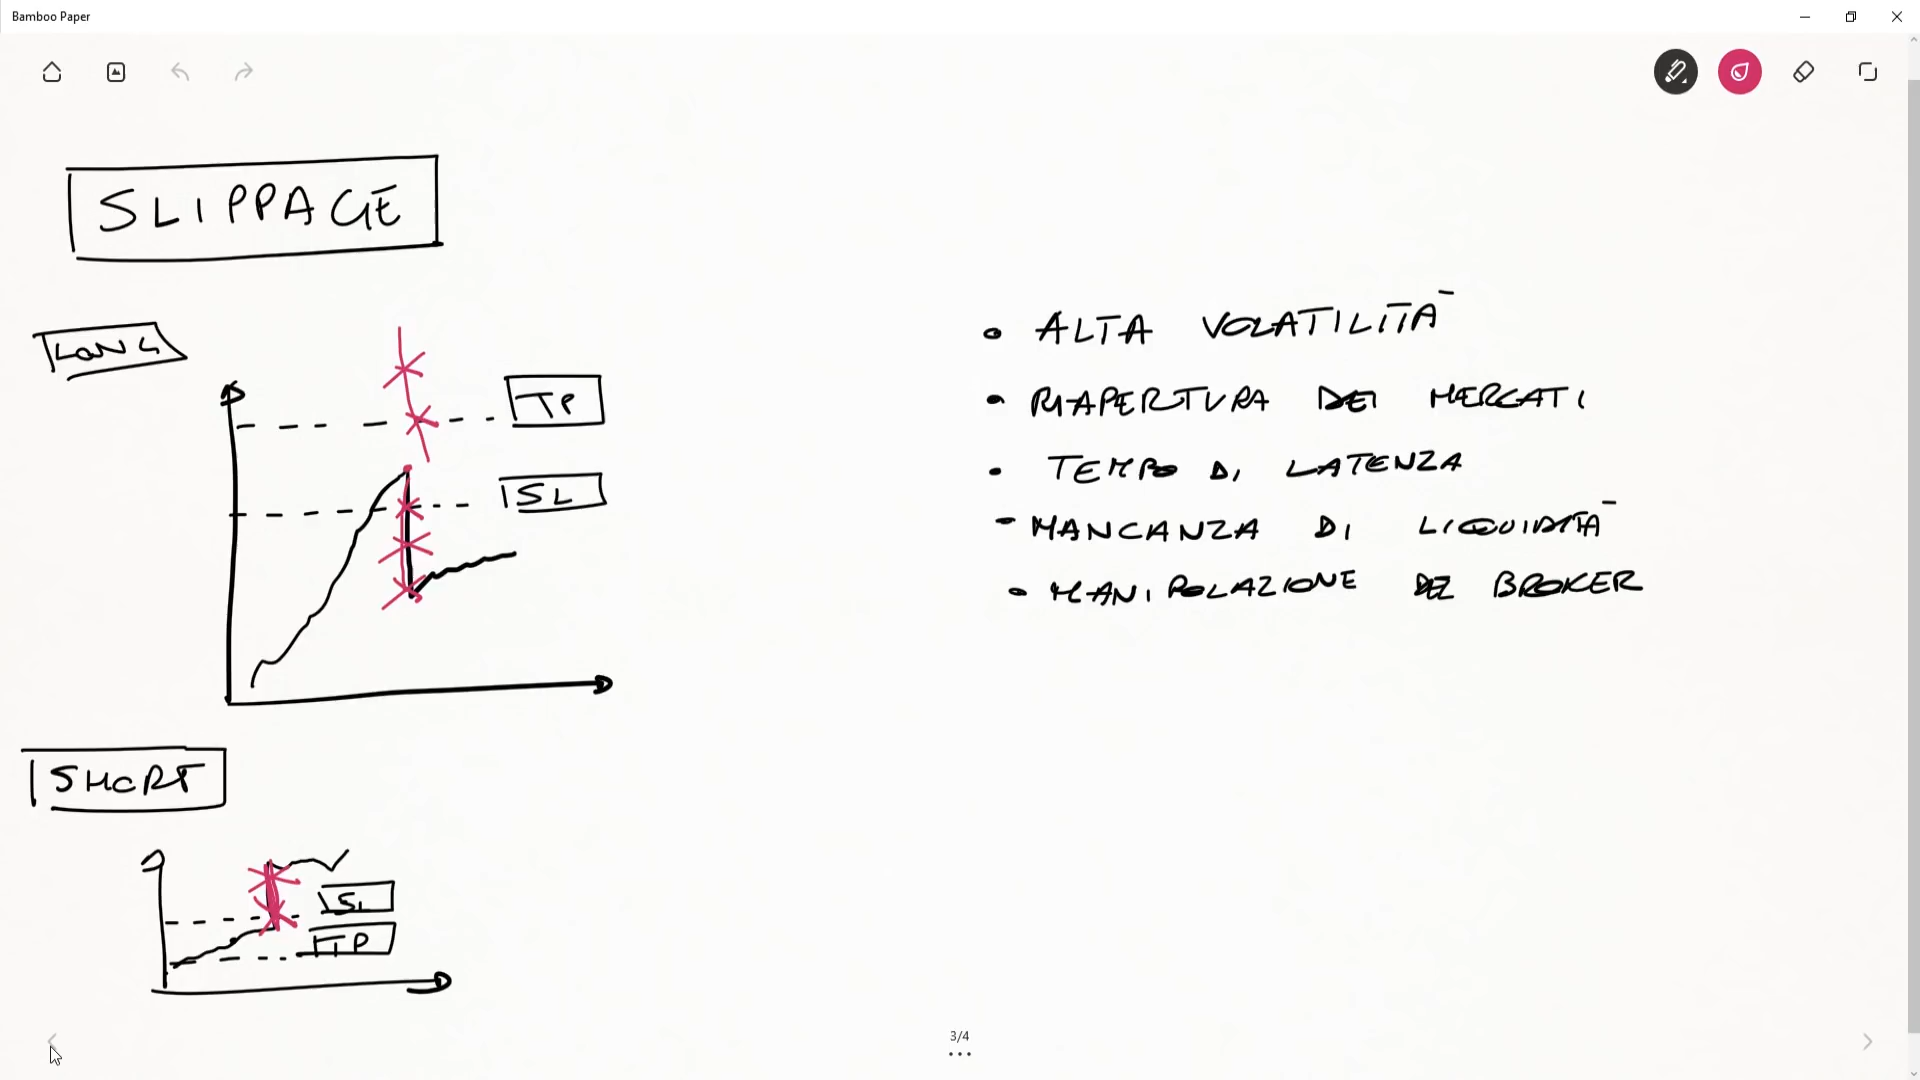 Bamboo Paper
SLIPPAGE
LONG
TP
SL
SHORT
SL
TP
• ALTA VOLATILITÀ
• RIAPERTURA DEI MERCATI
• TEMPO DI LATENZA
- MANCANZA DI LIQUIDITÀ
• MANIPOLAZIONE DEL BROKER
3/4